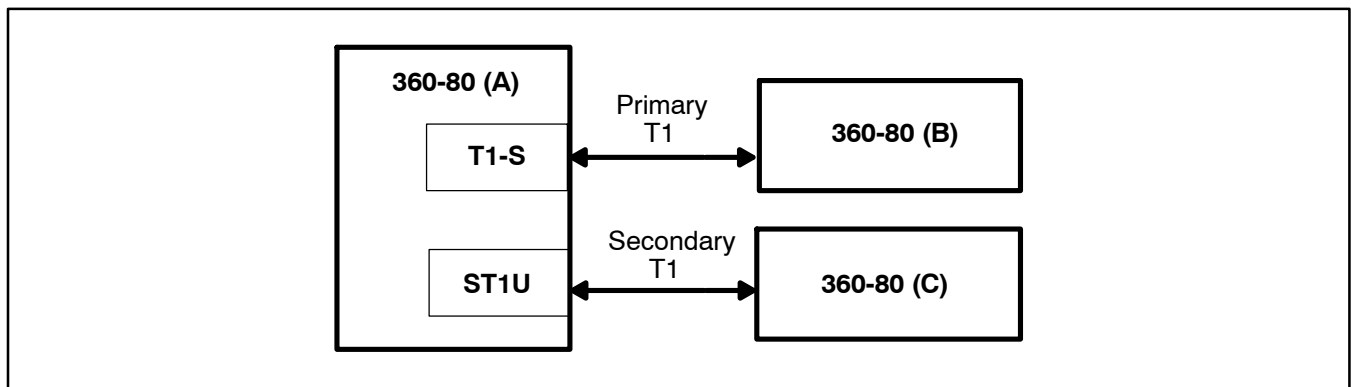 360-80 (A)
Primary
T1
360-80 (B)
T1-S
Secondary
T1
ST1U
360-80 (C)